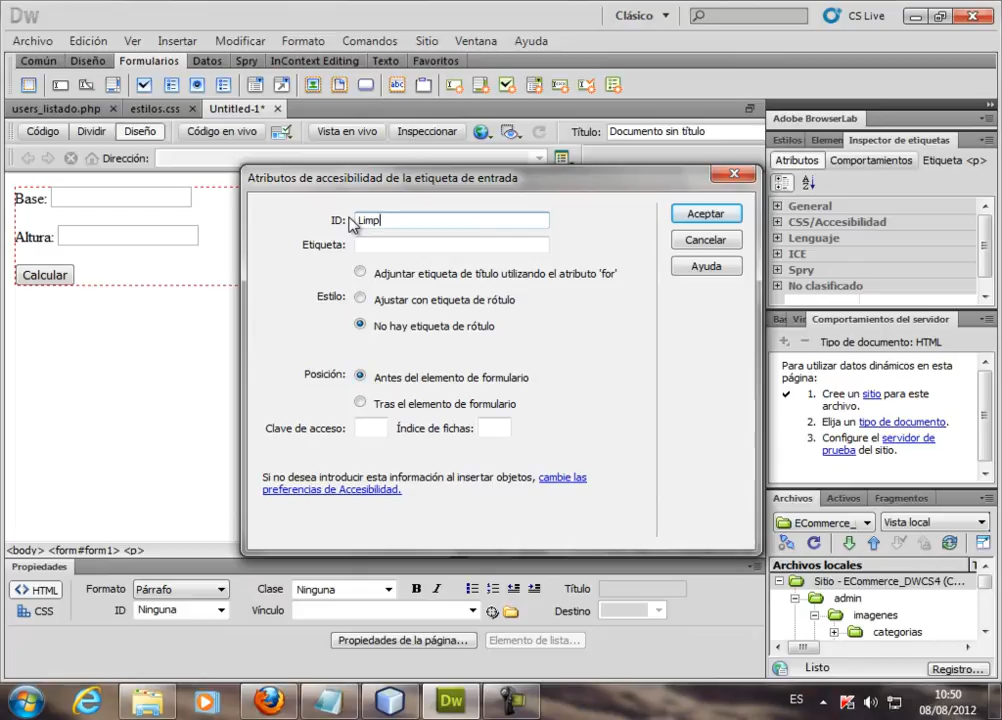 Dw
Clásico
CS Live
Archivo Edición Ver Insertar Modificar Formato Comandos Sitio Ventana Ayuda
Común Diseño Formularios Datos Spry InContext Editing Texto Favoritos
abc
users_listado.php estilos.css Untitled-1*
Código Dividir Diseño Código en vivo Vista en vivo Inspeccionar Título: Documento sin título
Dirección:
Base:
Altura:
Calcular
Atributos de accesibilidad de la etiqueta de entrada
ID: Limp
Etiqueta:
Adjuntar etiqueta de título utilizando el atributo 'for'
Estilo: Ajustar con etiqueta de rótulo
No hay etiqueta de rótulo
Posición: Antes del elemento de formulario
Tras el elemento de formulario
Clave de acceso: Índice de fichas:
Si no desea introducir esta información al insertar objetos, cambie las
preferencias de Accesibilidad.
Aceptar
Cancelar
Ayuda
Adobe BrowserLab
Estilos Elemen Inspector de etiquetas
Atributos Comportamientos Etiqueta <p>
General
CSS/Accesibilidad
Lenguaje
ICE
Spry
No clasificado
Ba Vi Comportamientos del servidor
Tipo de documento: HTML
Para utilizar datos dinámicos en esta
página:
1. Cree un sitio para este
archivo.
2. Elija un tipo de documento.
3. Configure el servidor de
prueba del sitio.
Archivos Activos Fragmentos
ECommerce_ Vista local
Archivos locales
Sitio - ECommerce_DWCS4 (C...
admin
imagenes
categorias
Listo Registro...
<body> <form#form1> <p>
Propiedades
HTML Formato Párrafo Clase Ninguna B I Título
CSS ID Ninguna Vínculo Destino
Propiedades de la página... Elemento de lista...
Dw
ES
10:50
08/08/2012